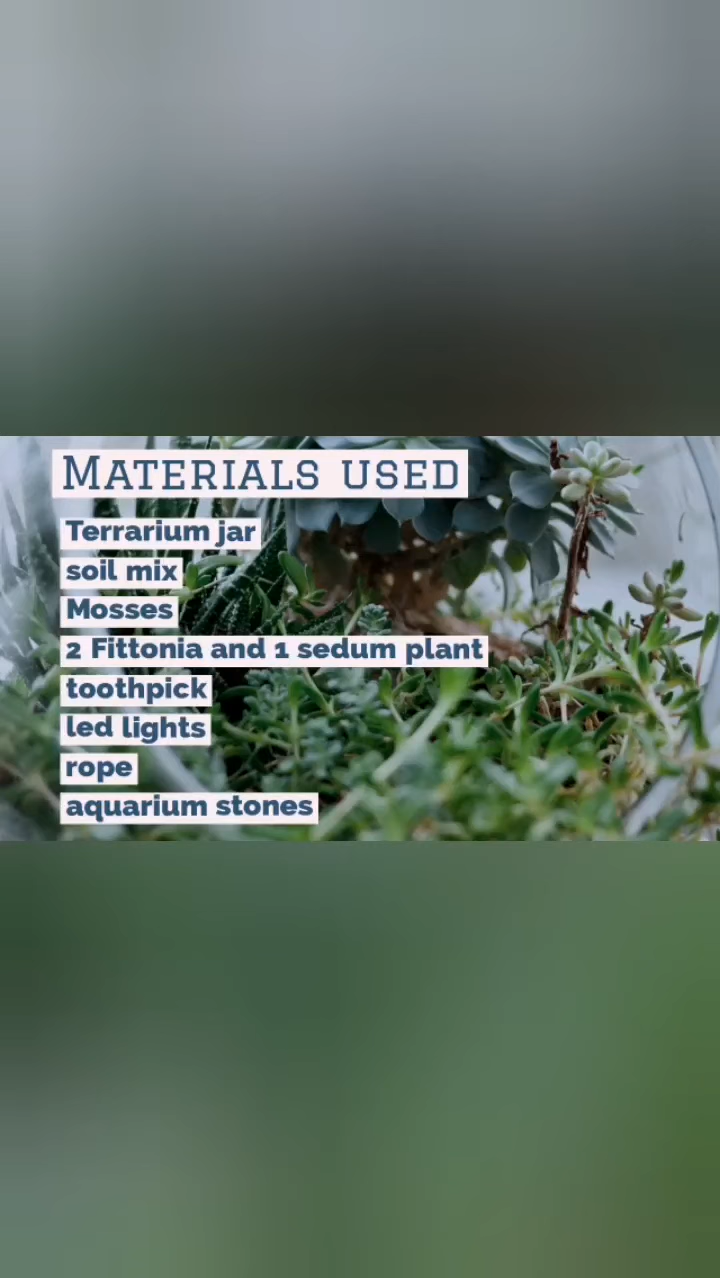 MATERIALS USED
Terrarium jar
soil mix
Mosses
2 Fittonia and 1 sedum plant
toothpick
led lights
rope
aquarium stones